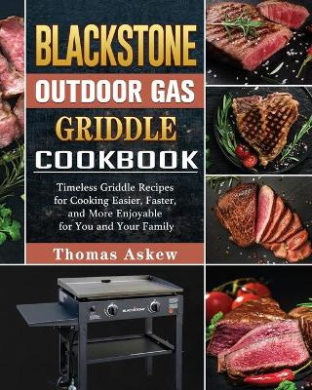 BLACKSTONE
OUTDOOR GAS
GRIDDLE
COOKBOOK
Timeless Griddle Recipes
for Cooking Easier, Faster,
and More Enjoyable
for You and Your Family
Thomas Askew
BLACKSTONE